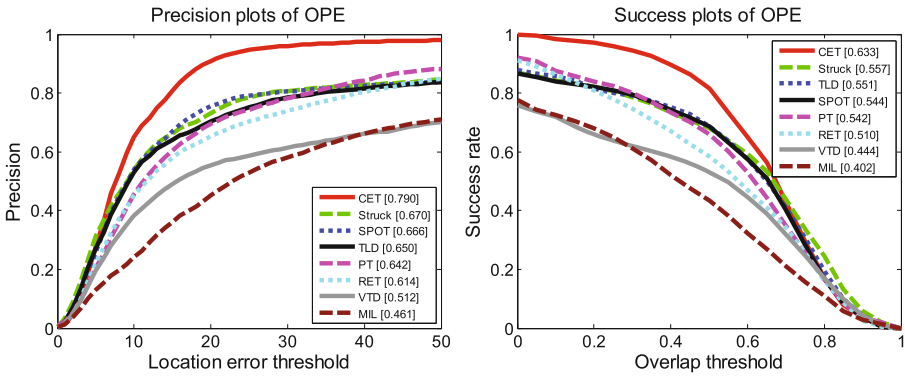 Precision plots of OPE
Precision
1
0.8
0.6
0.4
0.2
0
0 10 20 30 40 50
Location error threshold
CET [0.790]
Struck [0.670]
SPOT [0.666]
TLD [0.650]
PT [0.642]
RET [0.614]
VTD [0.512]
MIL [0.461]
Success plots of OPE
Success rate
1
0.8
0.6
0.4
0.2
0
0 0.2 0.4 0.6 0.8 1
Overlap threshold
CET [0.633]
Struck [0.557]
TLD [0.551]
SPOT [0.544]
PT [0.542]
RET [0.510]
VTD [0.444]
MIL [0.402]